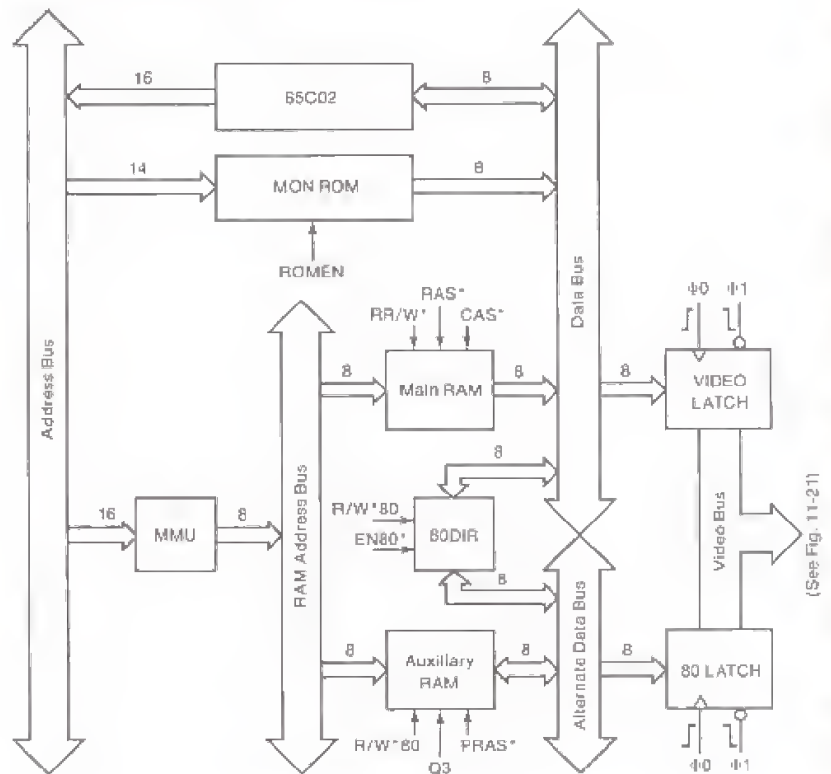 16
65C02
8
14
MON ROM
8
ROMEN
Address Bus
Data Bus
RAS*
RR/W*
CAS*
Φ0
Φ1
8
Main RAM
8
8
VIDEO
LATCH
8
16
MMU
8
RAM Address Bus
R/W*80
EN80*
80DIR
8
Video Bus
(See Fig. 11-21)
8
Auxiliary
RAM
8
Alternate Data Bus
8
80 LATCH
R/W*80
Q3
PRAS*
Φ0
Φ1